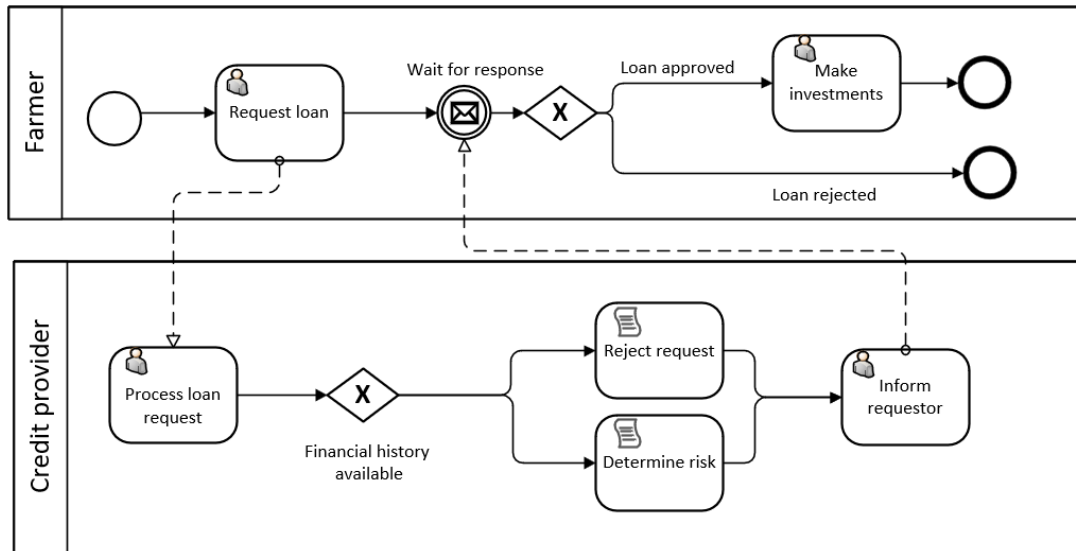 Farmer
Request loan
Wait for response
X
Loan approved
Make
investments
Loan rejected
Credit provider
Process loan
request
X
Financial history
available
Reject request
Determine risk
Inform
requestor